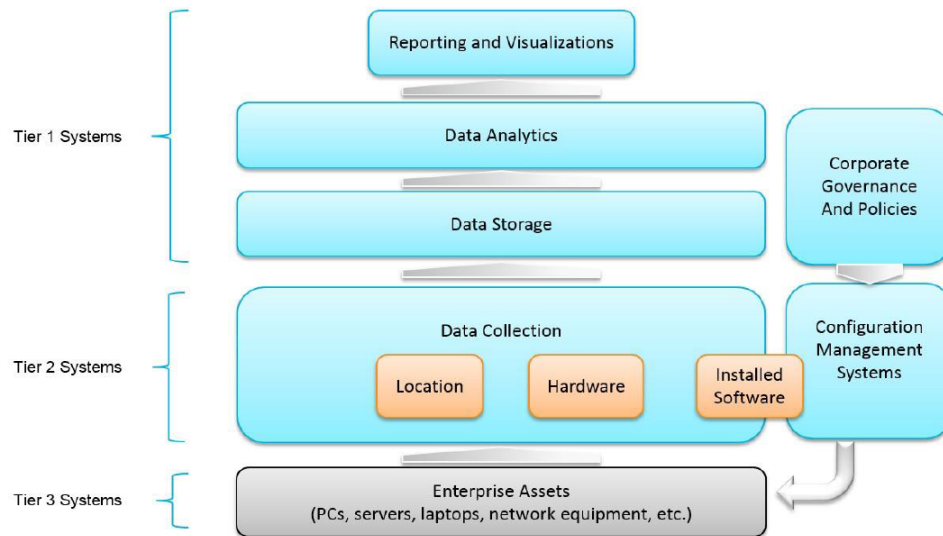 Reporting and Visualizations
Tier 1 Systems
Data Analytics
Corporate
Governance
And Policies
Data Storage
Tier 2 Systems
Data Collection
Location
Hardware
Installed
Software
Configuration
Management
Systems
Tier 3 Systems
Enterprise Assets
(PCs, servers, laptops, network equipment, etc.)